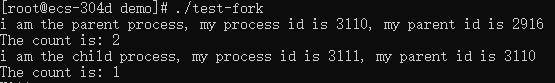 [root@ecs-304d demo]# ./test-fork
i am the parent process, my process id is 3110, my parent id is 2916
The count is: 2
i am the child process, my process id is 3111, my parent id is 3110
The count is: 1